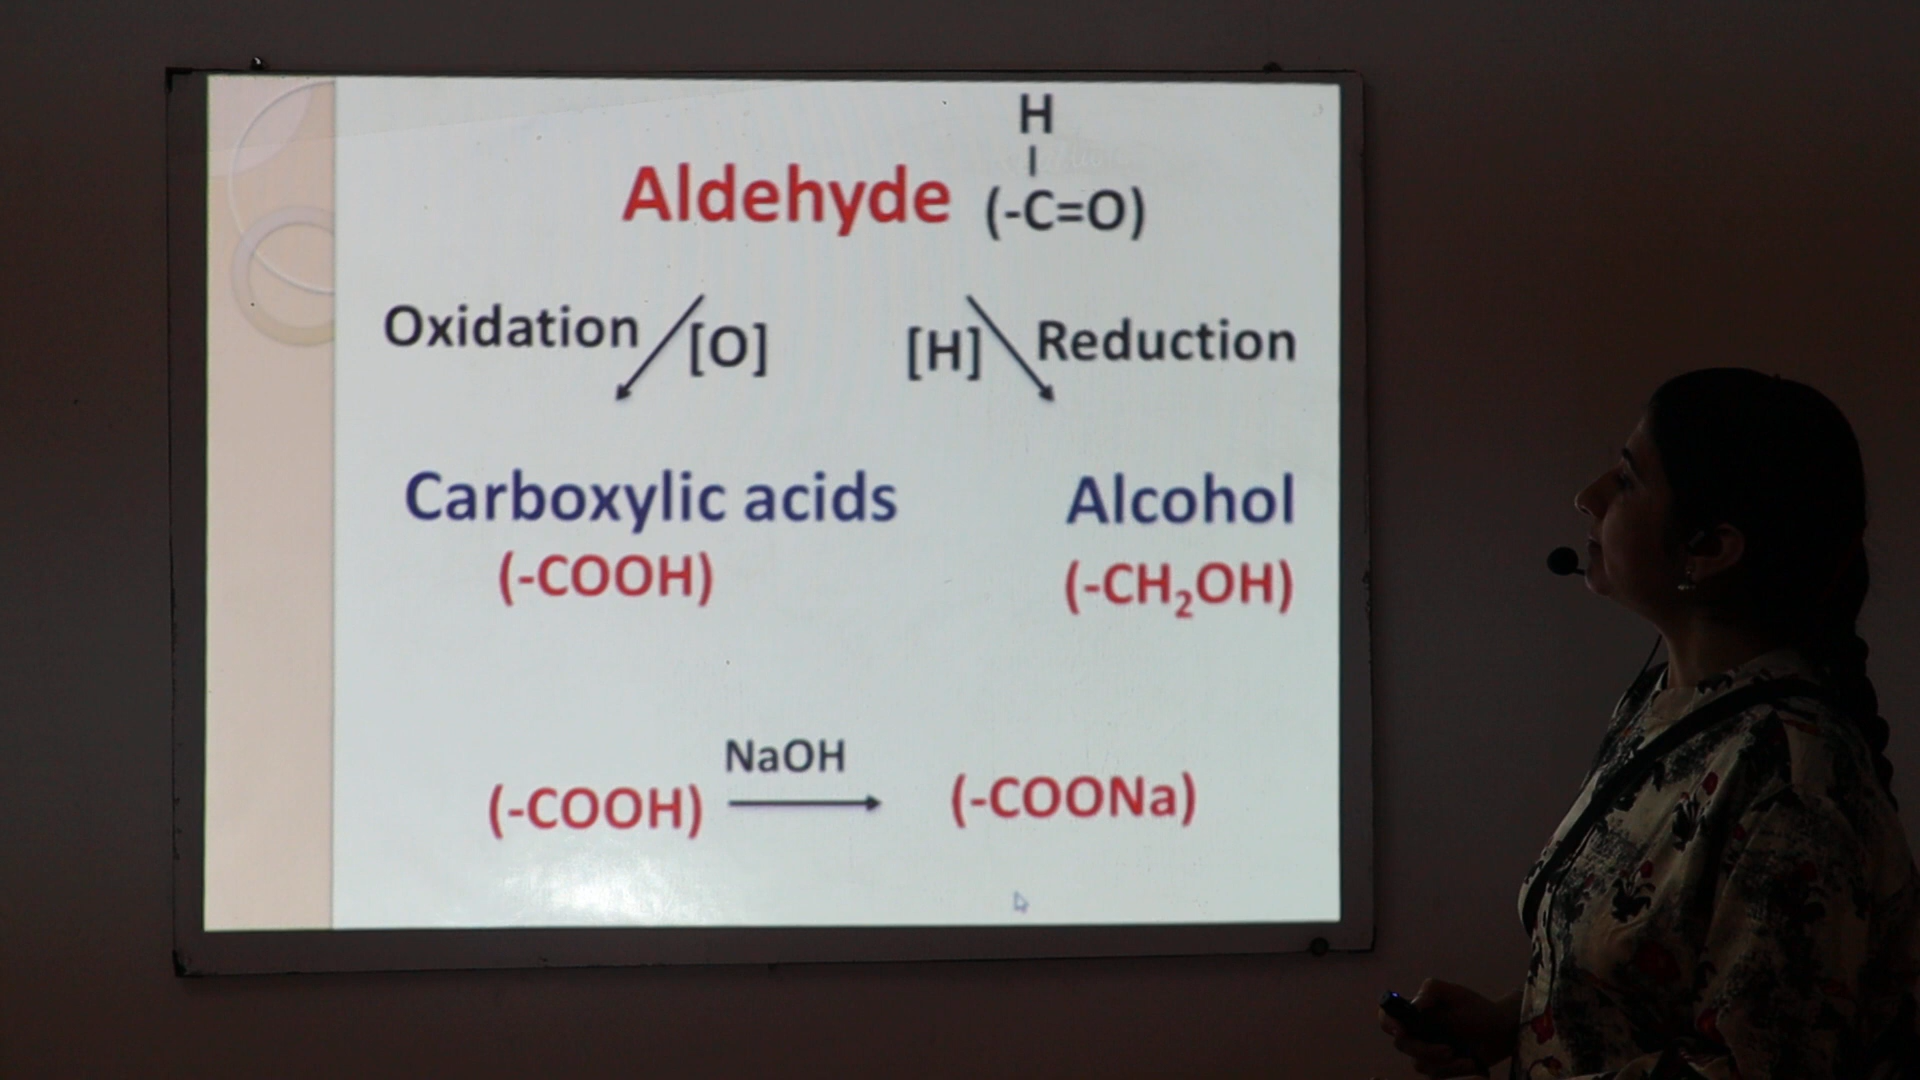 H
Aldehyde (-C=O)
Oxidation [O] [H] Reduction
Carboxylic acids Alcohol
(-COOH) (-CH₂OH)
NaOH
(-COOH) (-COONa)